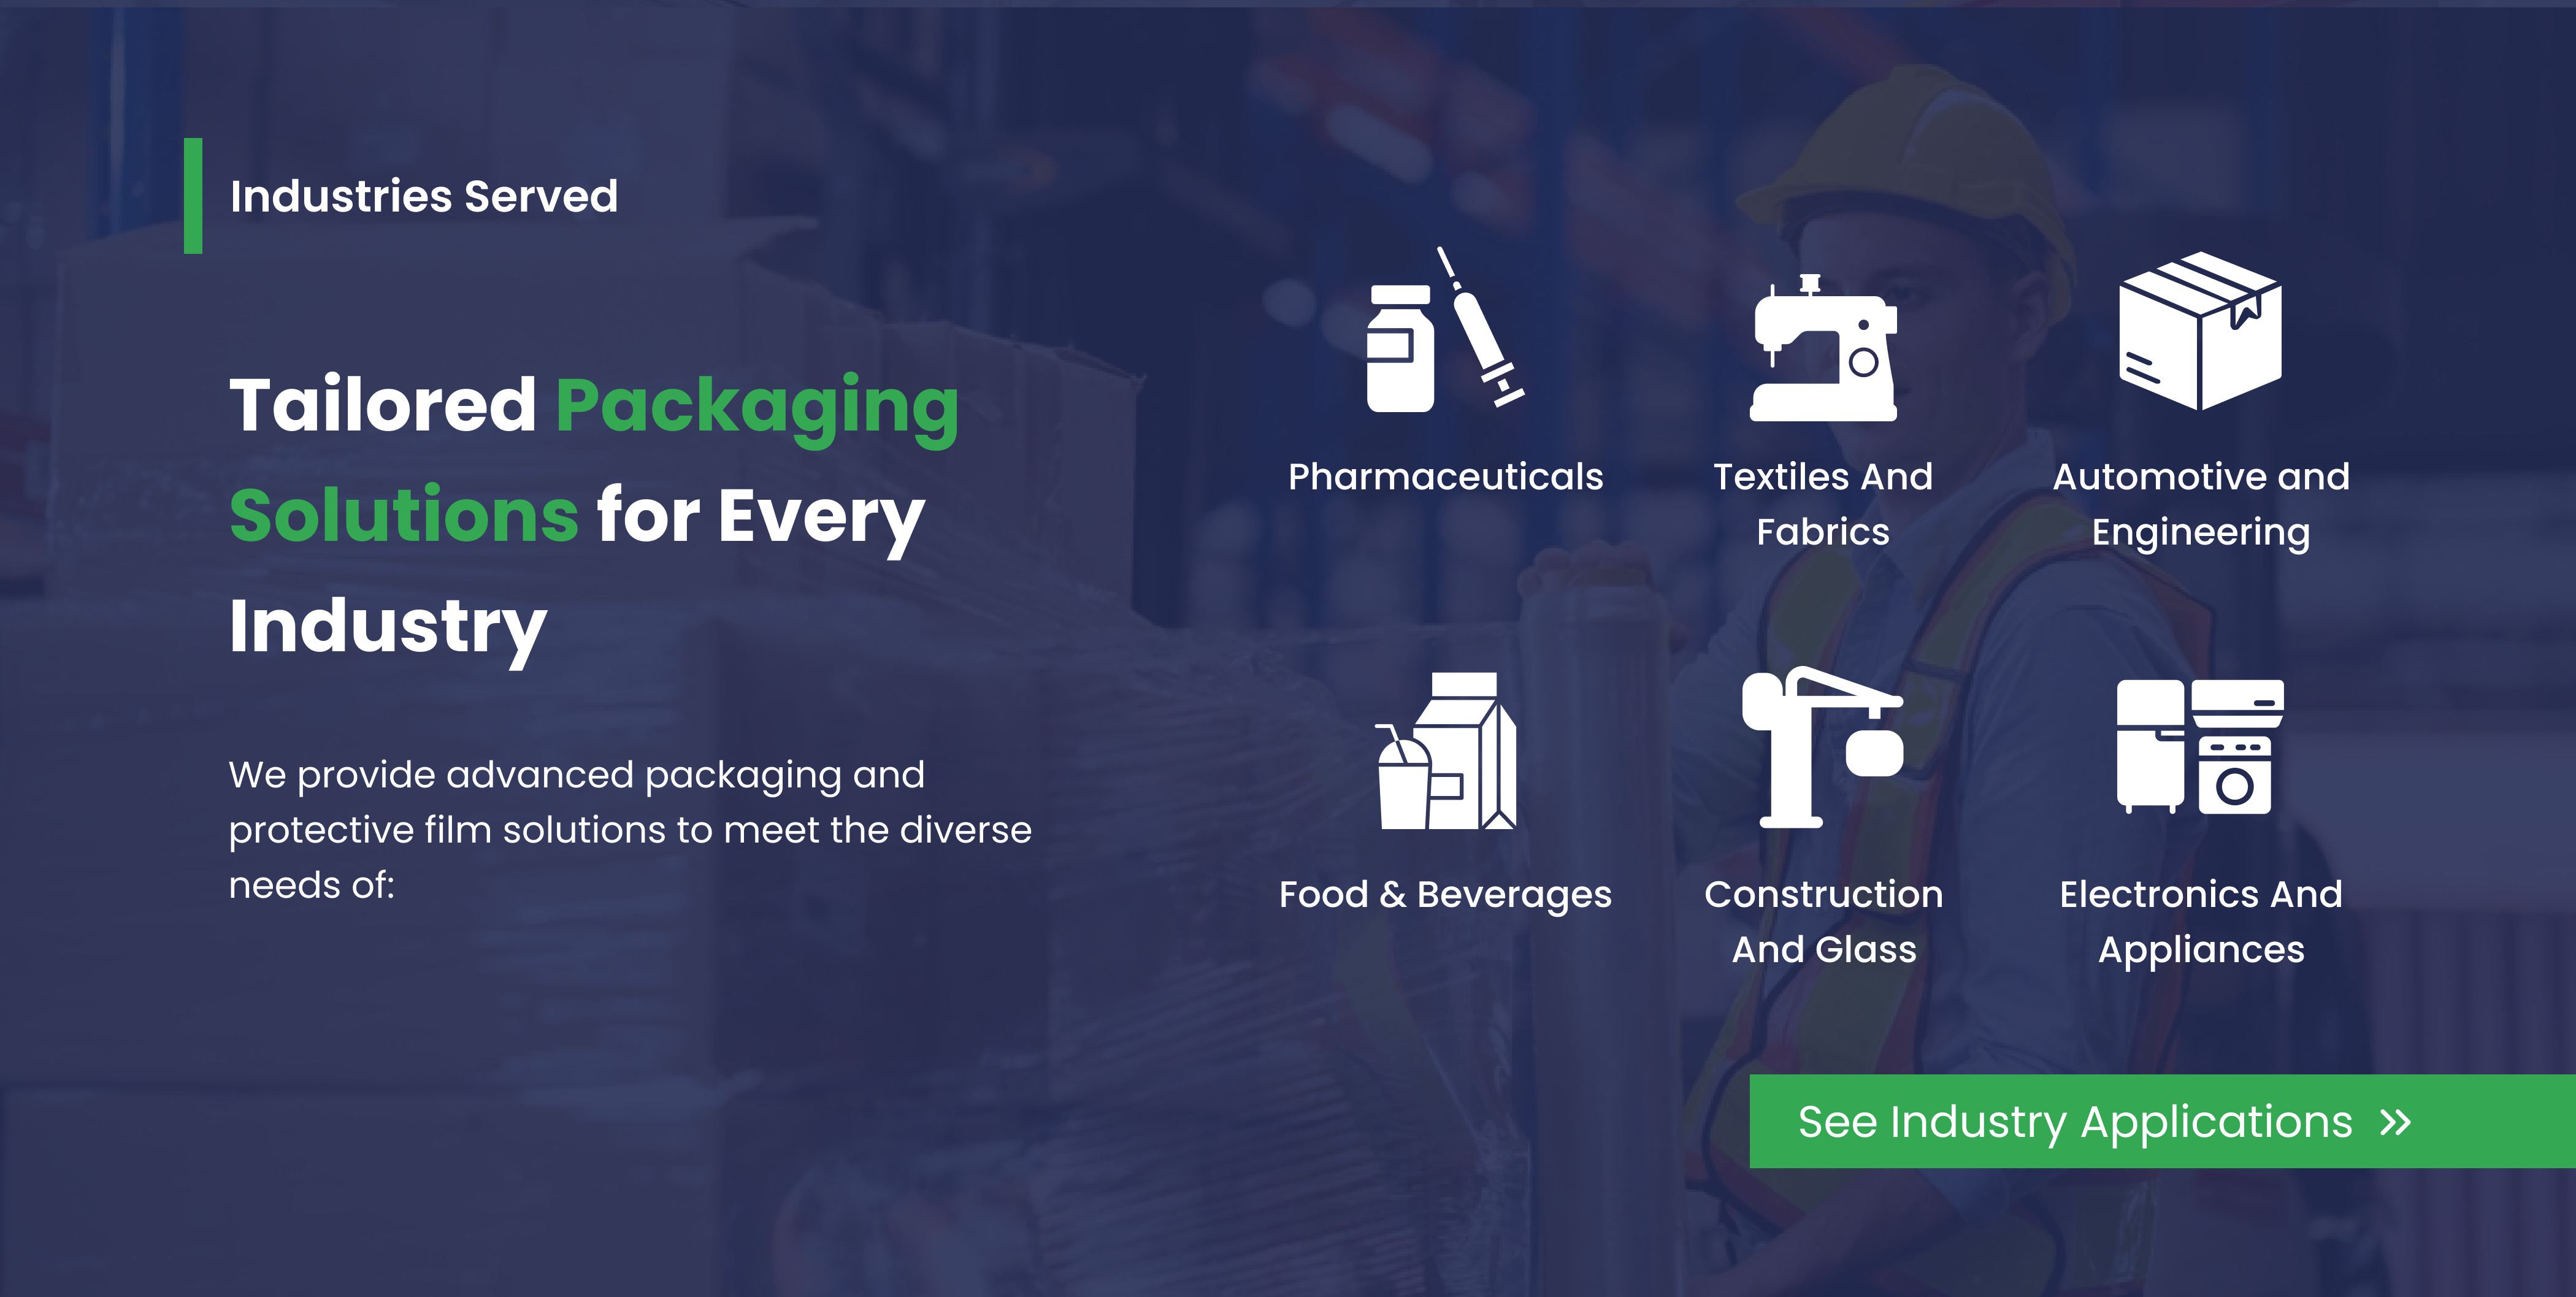 Industries Served
Tailored Packaging
Solutions for Every
Industry
We provide advanced packaging and
protective film solutions to meet the diverse
needs of:
Pharmaceuticals
Textiles And
Fabrics
Automotive and
Engineering
Food & Beverages
Construction
And Glass
Electronics And
Appliances
See Industry Applications »